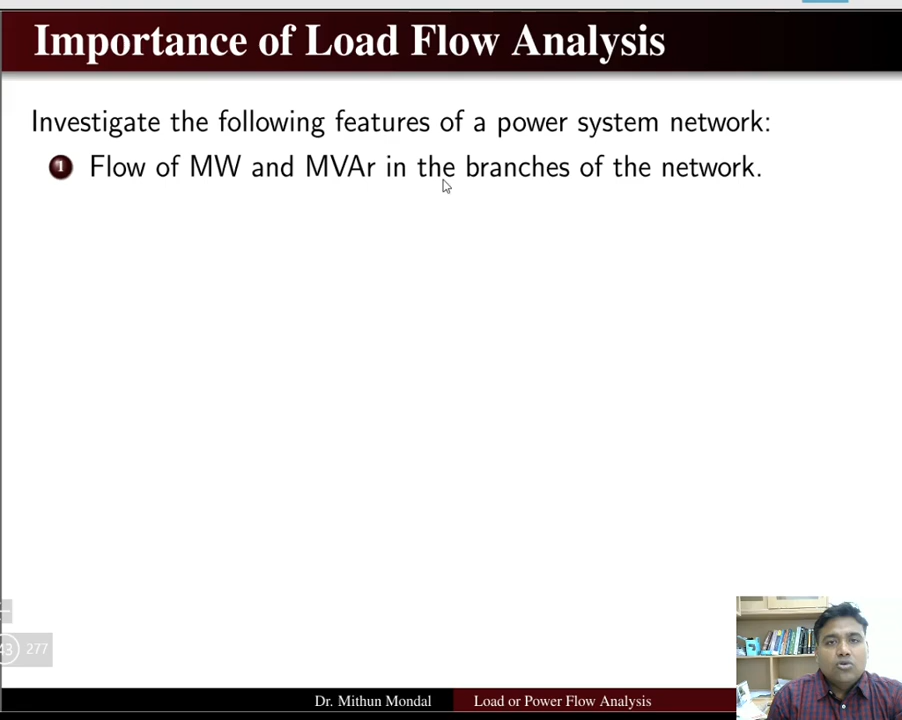 Importance of Load Flow Analysis
Investigate the following features of a power system network:
1 Flow of MW and MVAr in the branches of the network.
43 277
Dr. Mithun Mondal Load or Power Flow Analysis